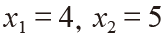 x₁ = 4, x₂ = 5